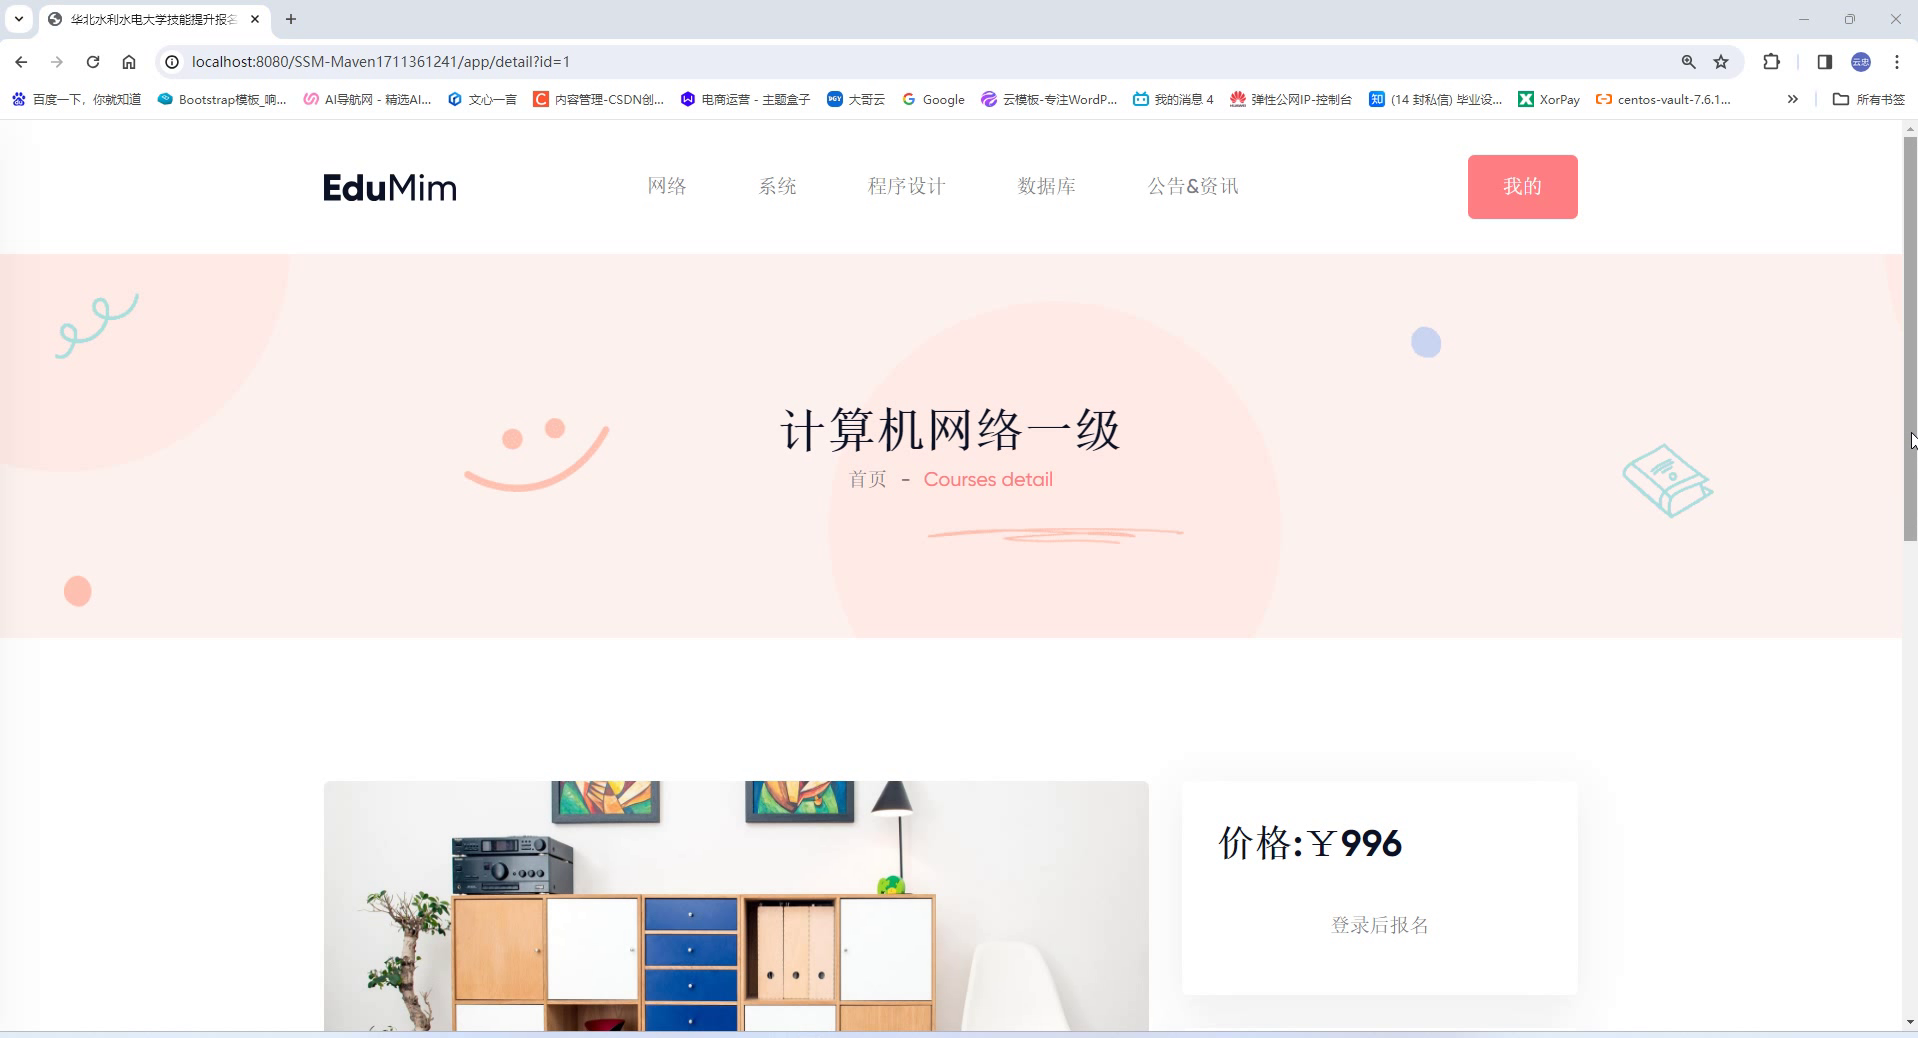 华北水利水电大学技能提升报名
localhost:8080/SSM-Maven1711361241/app/detail?id=1
云忠
百度一下，你就知道
Bootstrap模板_响...
AI导航网 - 精选AI...
文心一言
内容管理-CSDN创...
电商运营 - 主题盒子
大哥云
Google
云模板-专注WordP...
我的消息 4
弹性公网IP-控制台
(14 封私信) 毕业设...
XorPay
centos-vault-7.6.1...
所有书签
EduMim
网络
系统
程序设计
数据库
公告&资讯
我的
计算机网络一级
首页 - Courses detail
价格:￥996
登录后报名